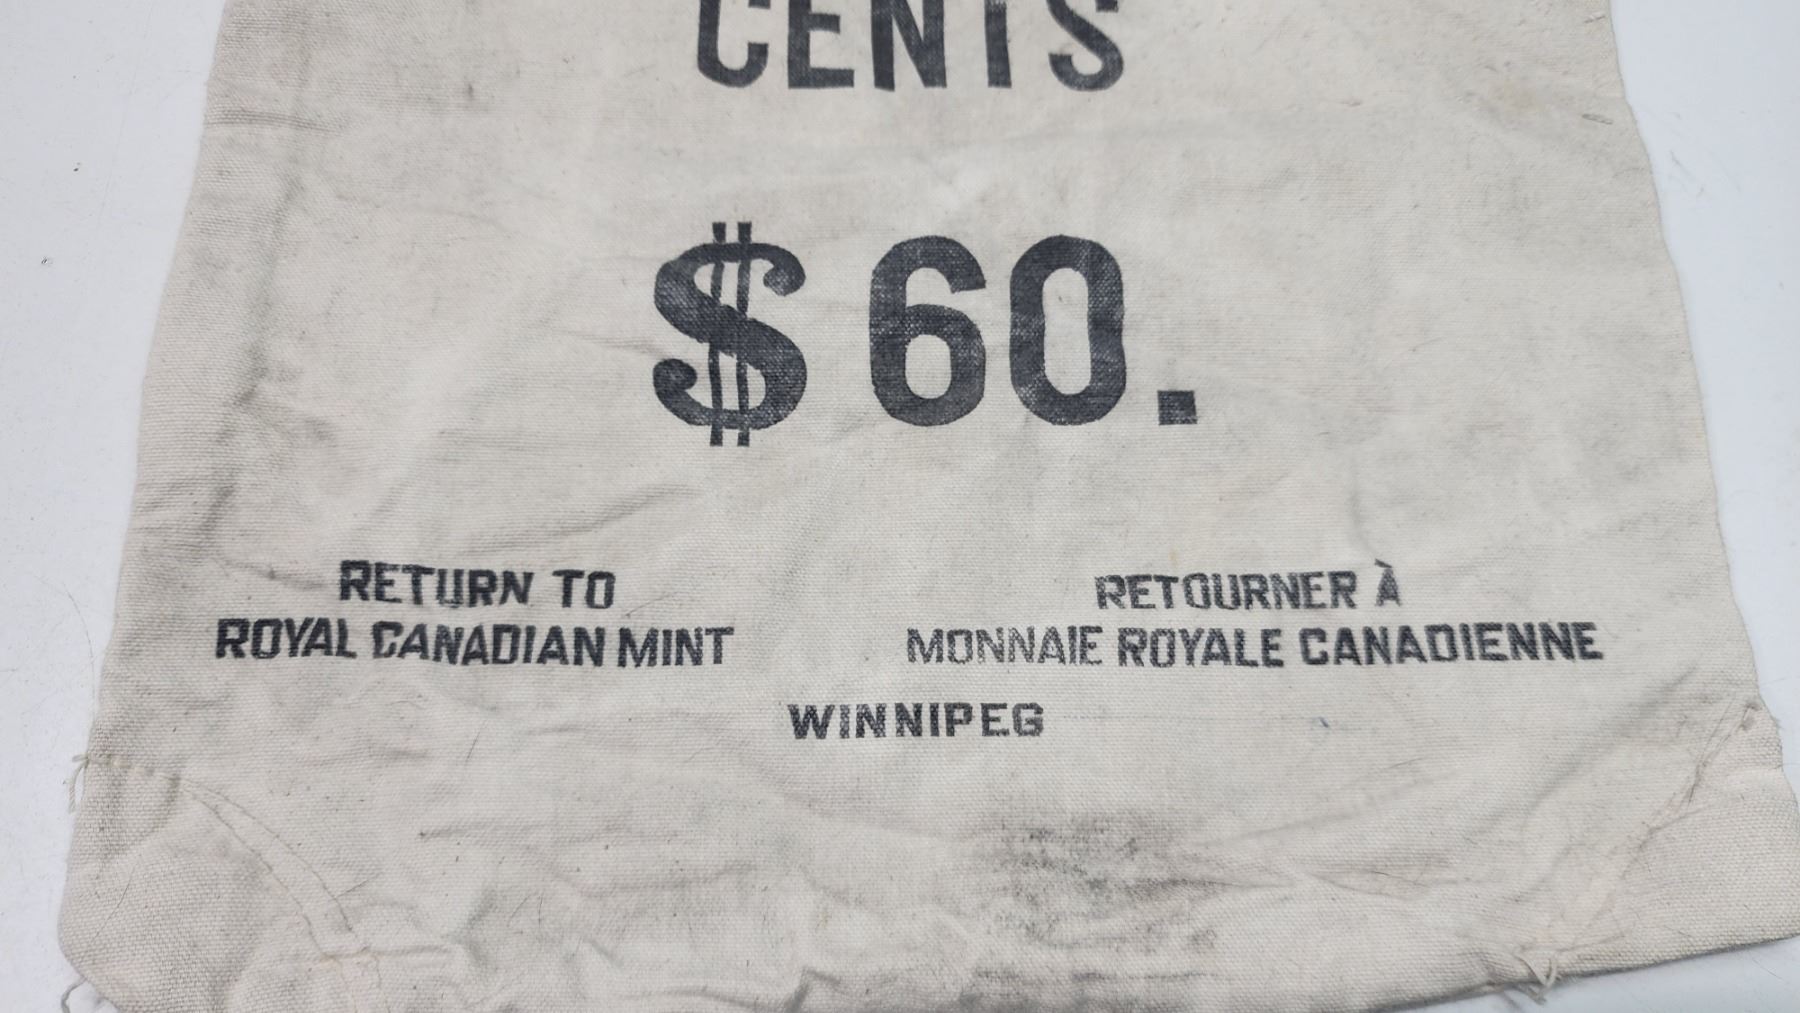 CENTS
$60.
RETURN TO
ROYAL CANADIAN MINT
RETOURNER À
MONNAIE ROYALE CANADIENNE
WINNIPEG